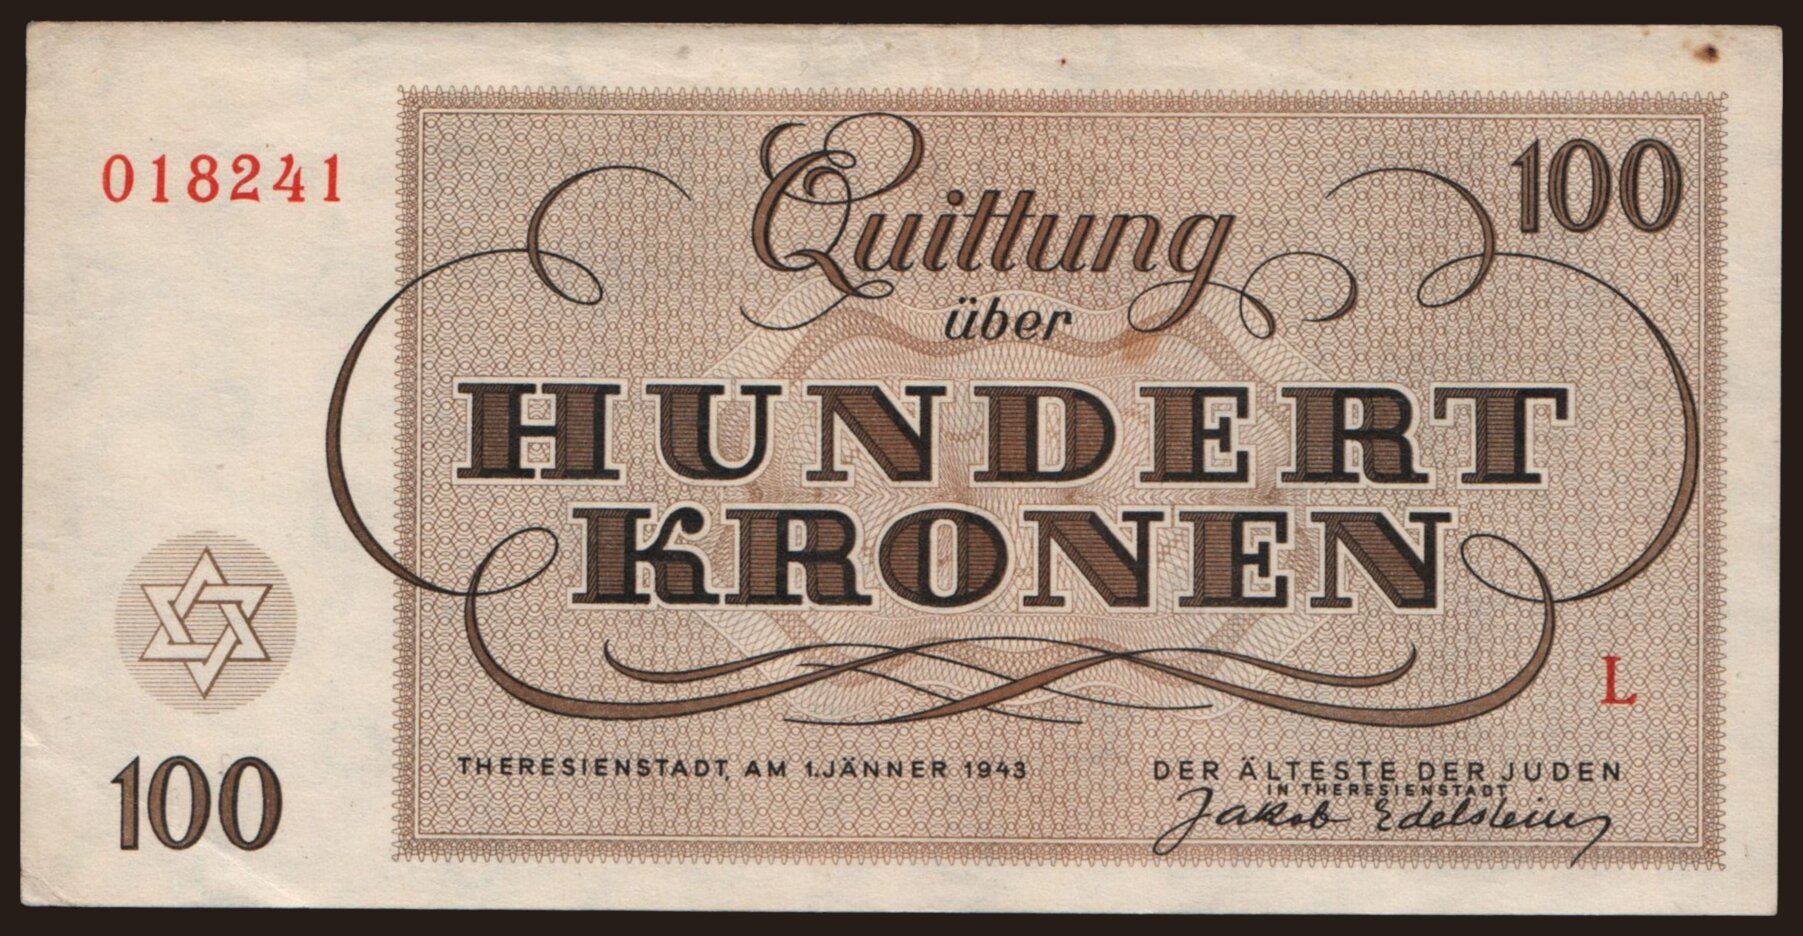 018241
100
Quittung
über
HUNDERT
KRONEN
L
100
THERESIENSTADT, AM 1. JÄNNER 1943
DER ÄLTESTE DER JUDEN
IN THERESIENSTADT
Jakob Edelstein